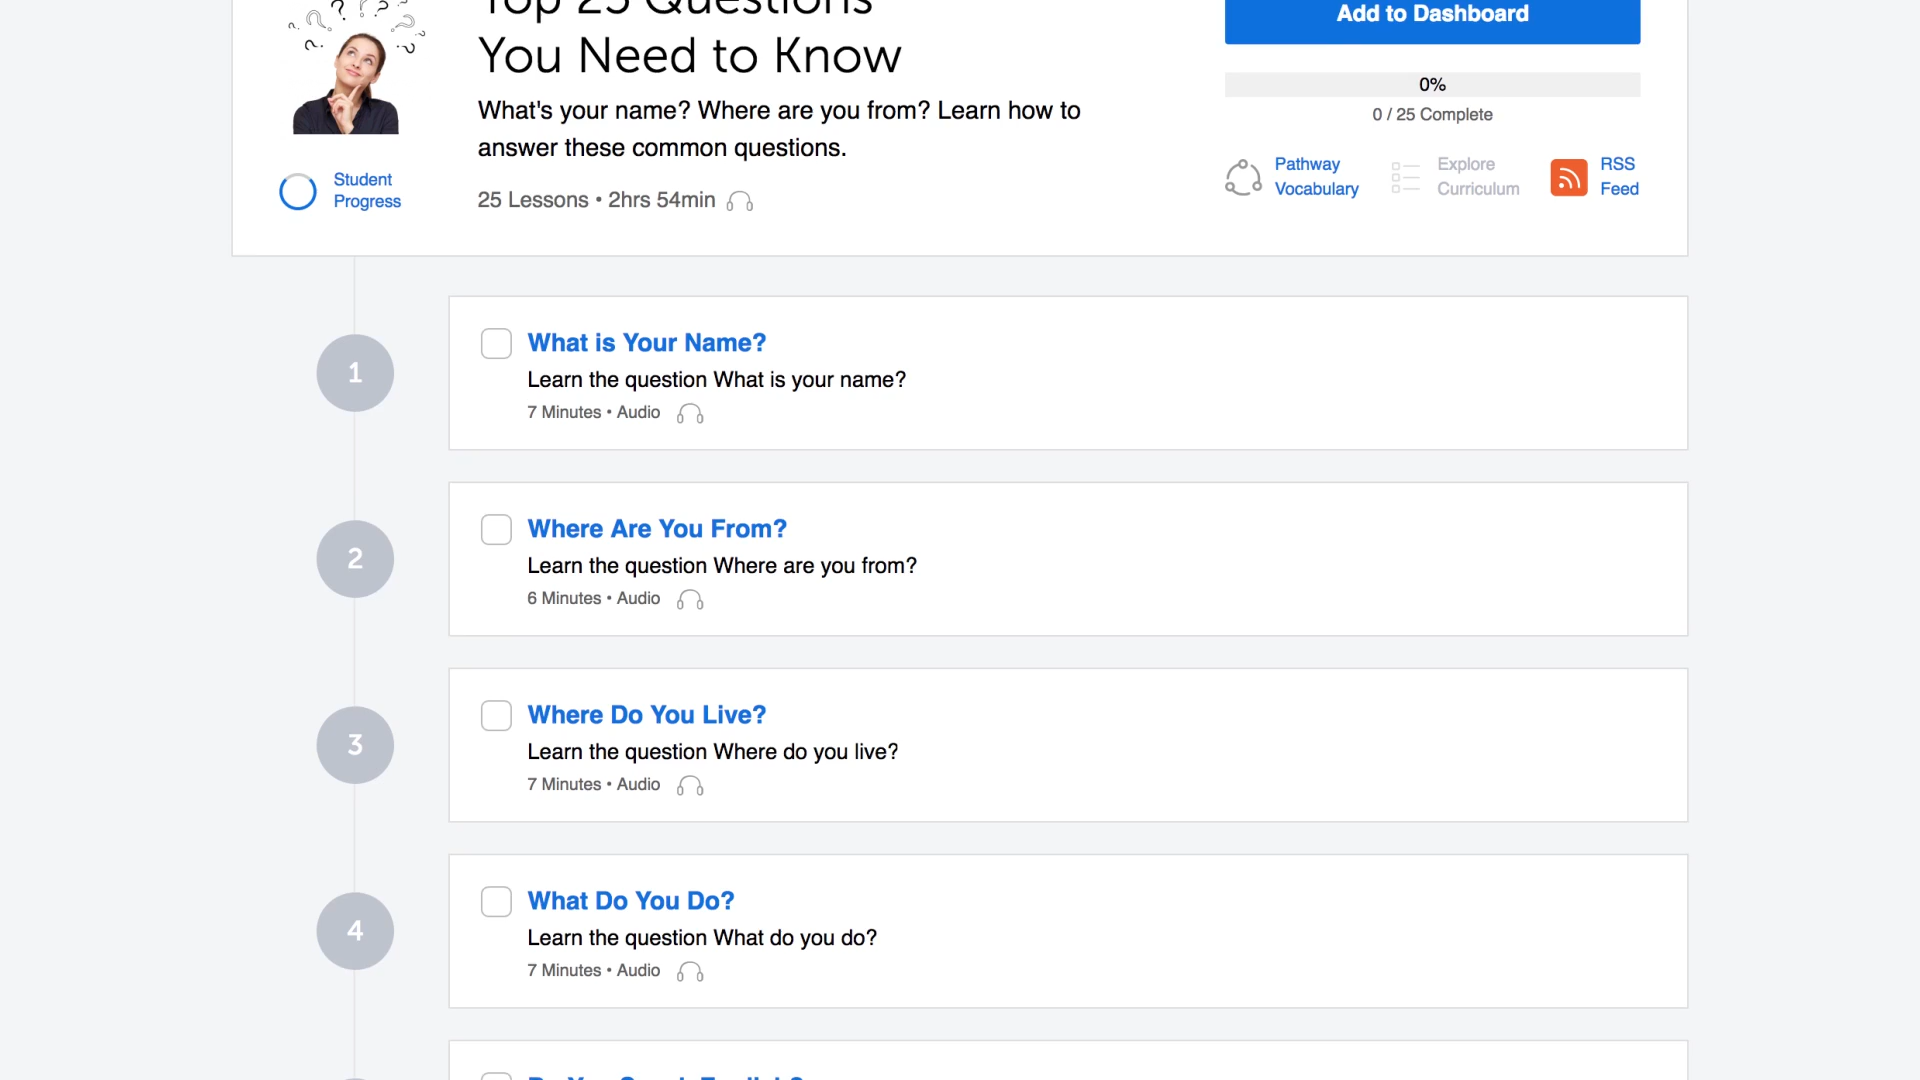 Top 25 Questions
You Need to Know
What's your name? Where are you from? Learn how to
answer these common questions.
25 Lessons • 2hrs 54min
Student
Progress
Add to Dashboard
0%
0 / 25 Complete
Pathway
Vocabulary
Explore
Curriculum
RSS
Feed
1
What is Your Name?
Learn the question What is your name?
7 Minutes • Audio
2
Where Are You From?
Learn the question Where are you from?
6 Minutes • Audio
3
Where Do You Live?
Learn the question Where do you live?
7 Minutes • Audio
4
What Do You Do?
Learn the question What do you do?
7 Minutes • Audio